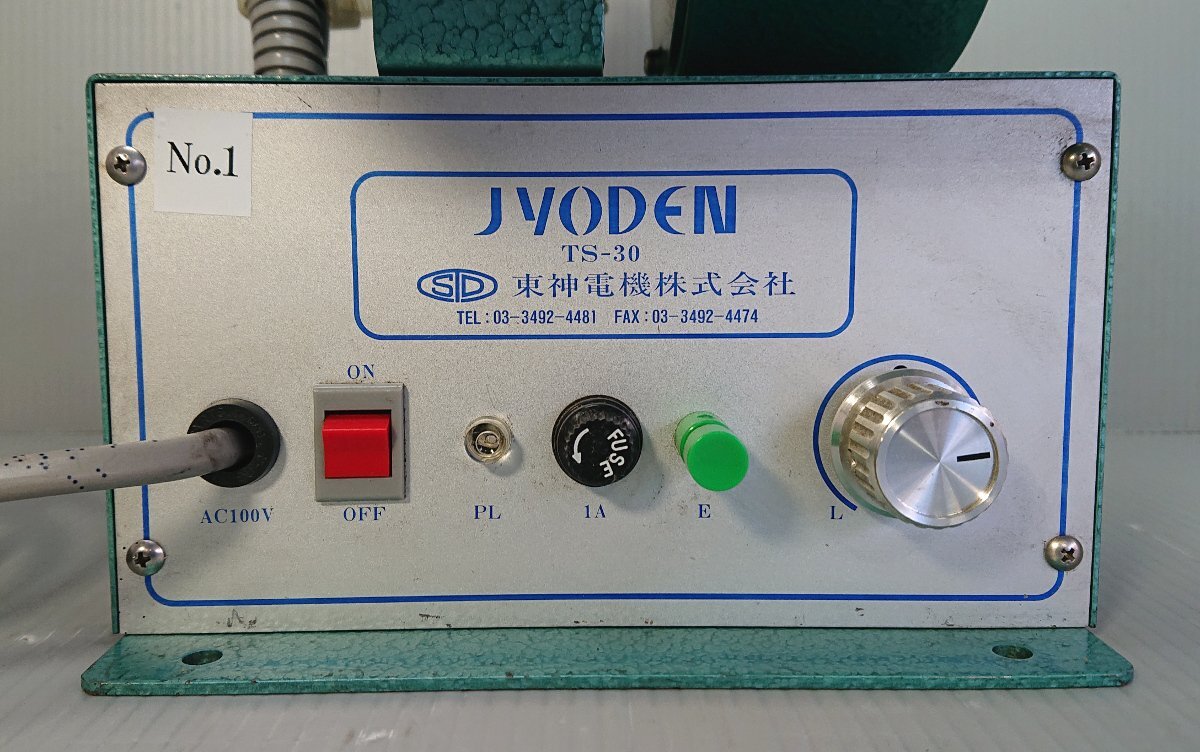 No.1
JYODEN
TS-30
STD 東神電機株式会社
TEL:03-3492-4481 FAX:03-3492-4474
ON
FUSE
AC100V OFF PL 1A E L